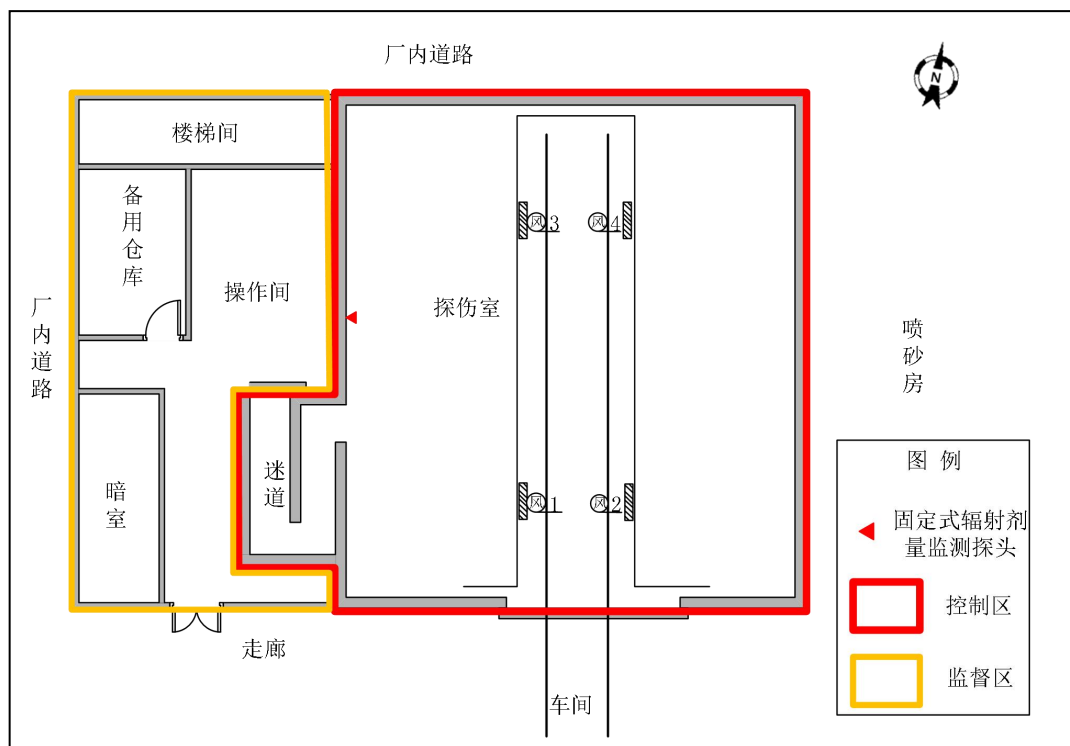 厂内道路
N
楼梯间
备用仓库
操作间
探伤室
风3
风4
厂内道路
喷砂房
迷道
暗室
风1
风2
走廊
车间
图 例
固定式辐射剂
量监测探头
控制区
监督区